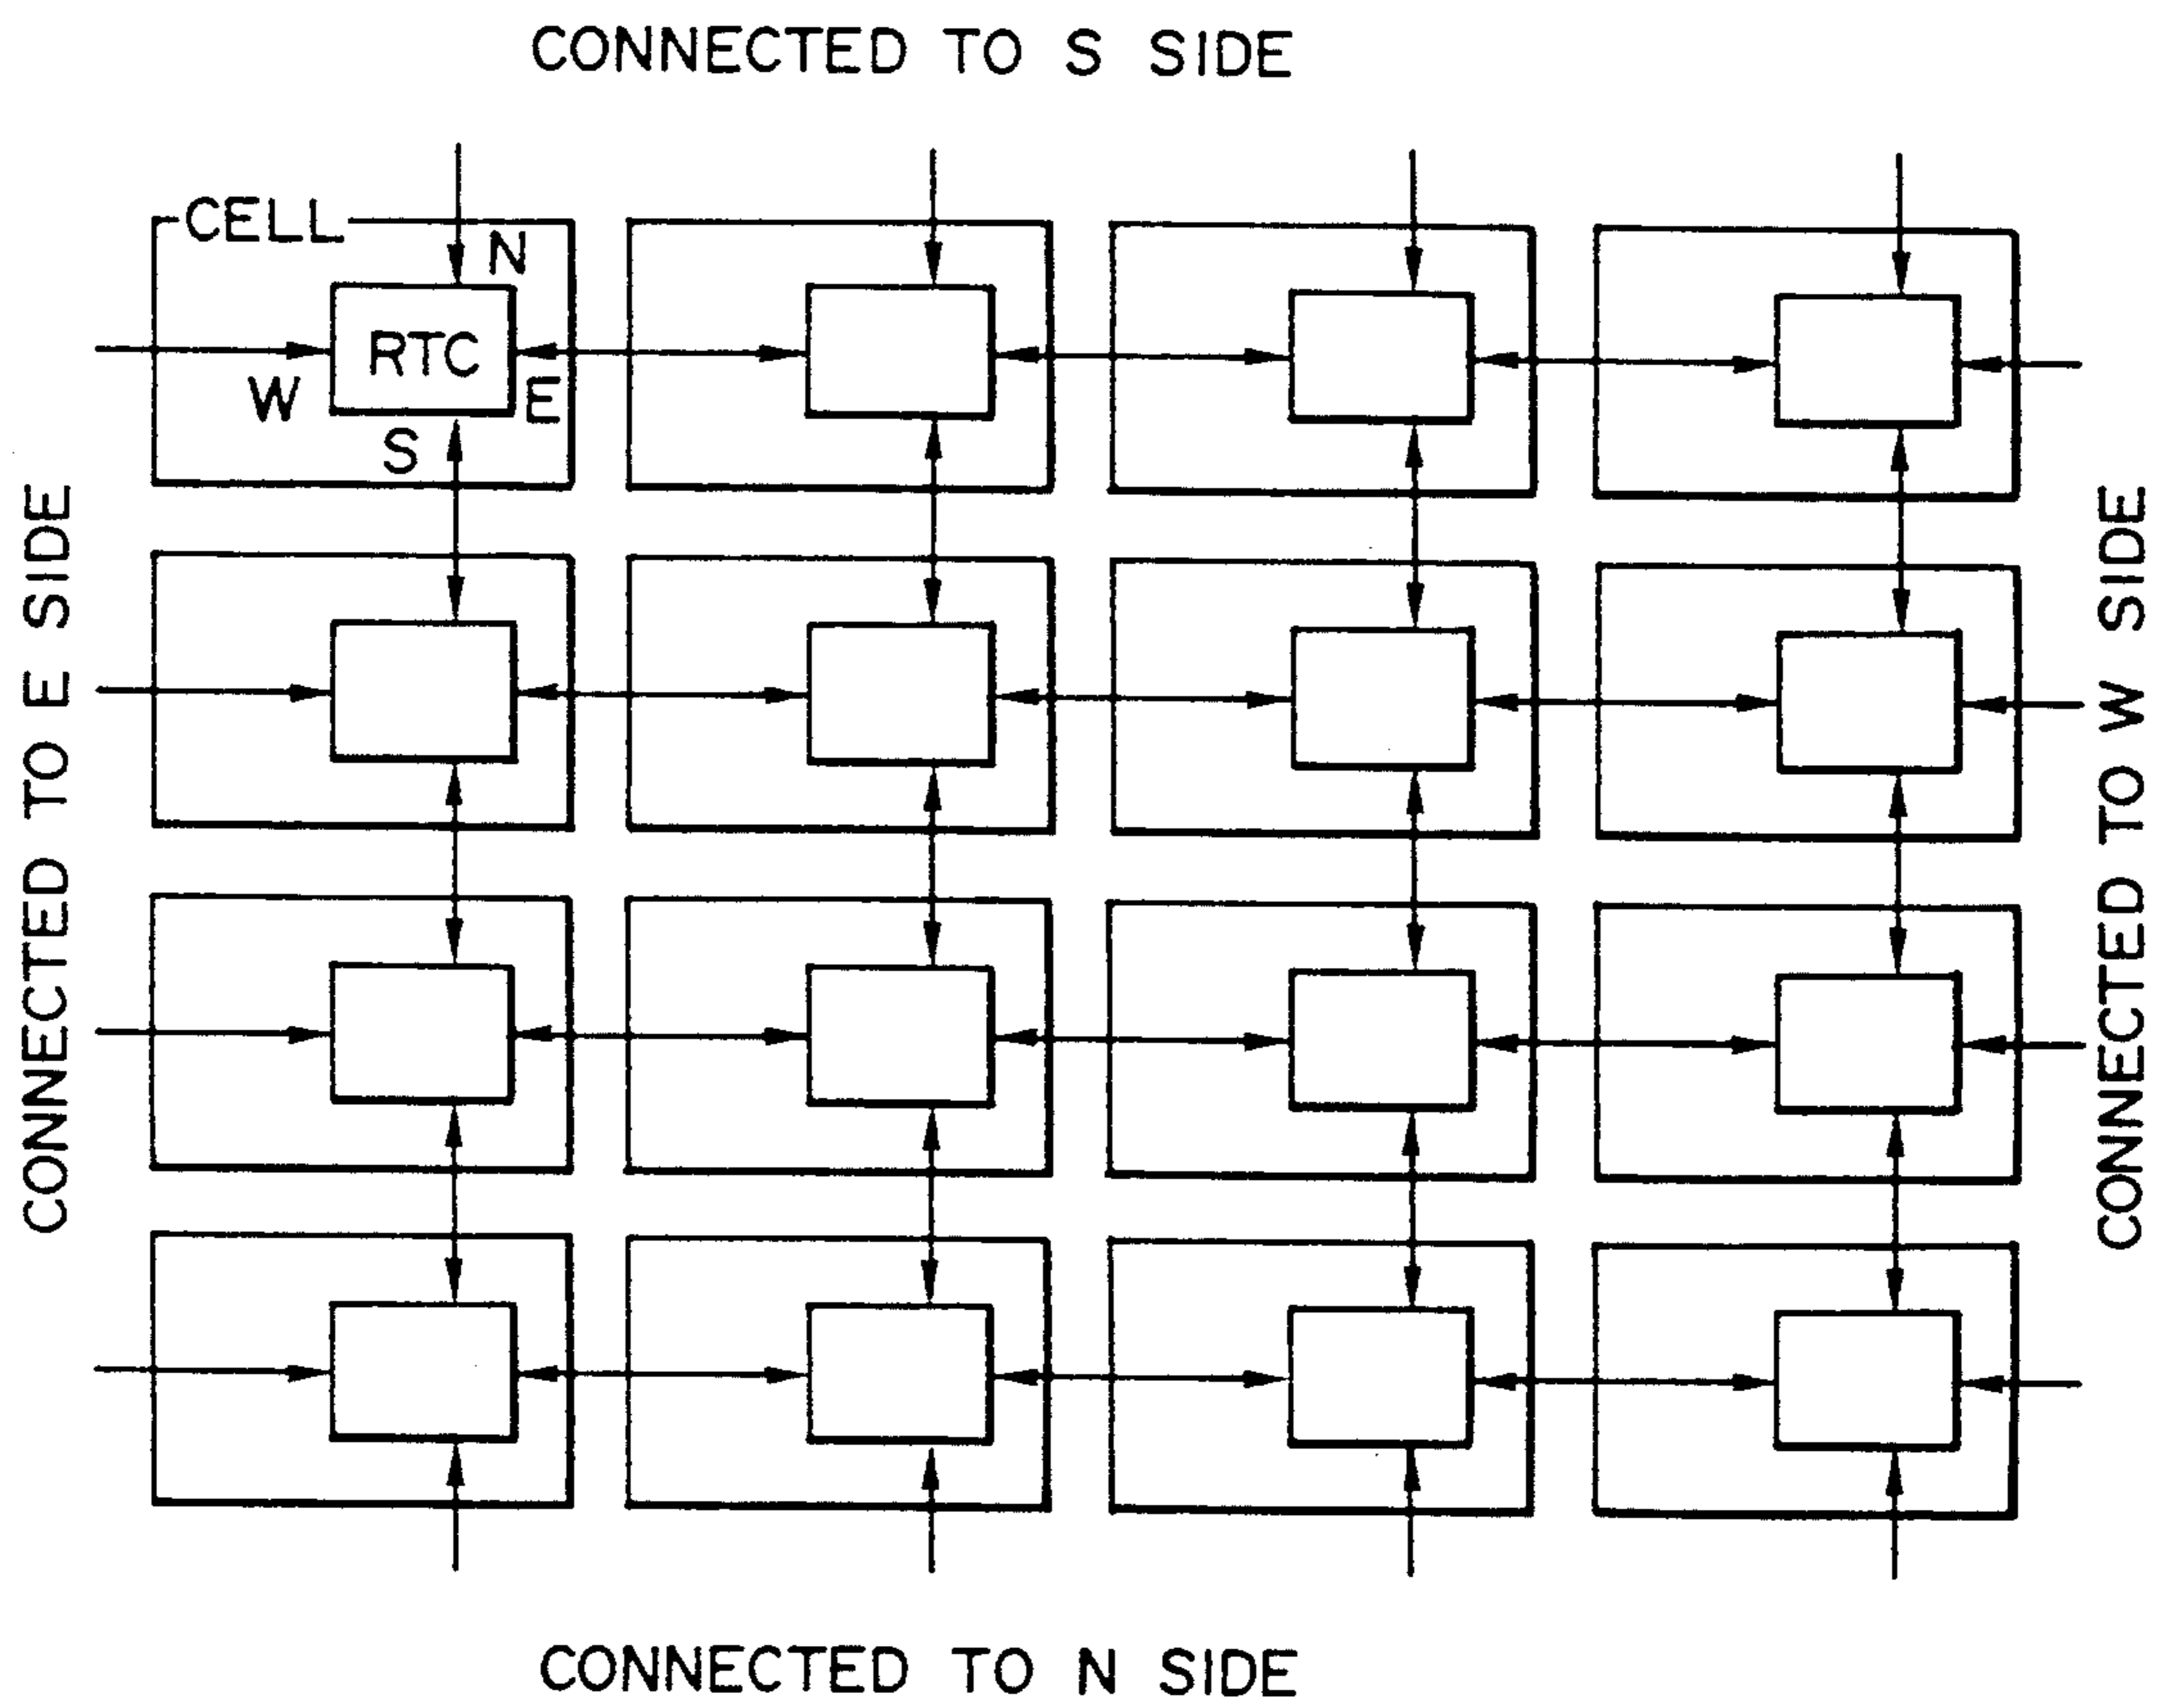 CONNECTED TO S SIDE
CELL
N
RTC
W
E
S
CONNECTED TO E SIDE
CONNECTED TO W SIDE
CONNECTED TO N SIDE